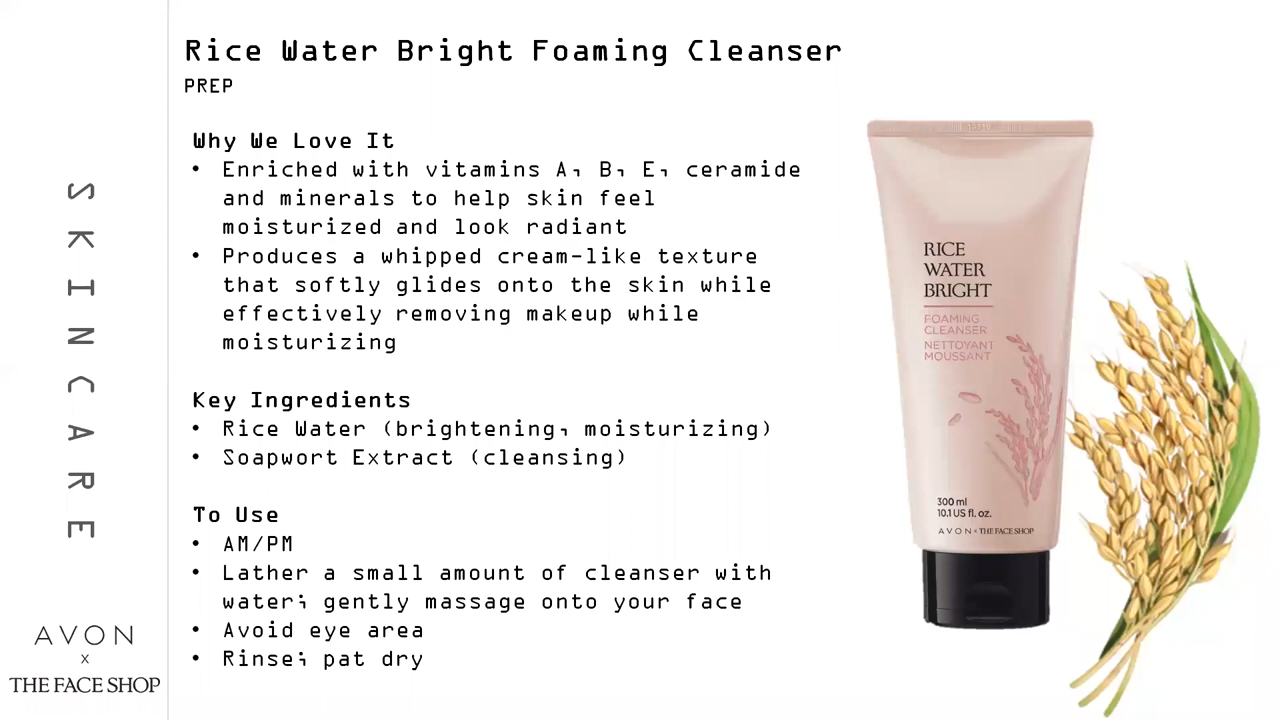 Rice Water Bright Foaming Cleanser
PREP
Why We Love It
• Enriched with vitamins A, B, E, ceramide
and minerals to help skin feel
moisturized and look radiant
• Produces a whipped cream-like texture
that softly glides onto the skin while
effectively removing makeup while
moisturizing
Key Ingredients
• Rice Water (brightening, moisturizing)
• Soapwort Extract (cleansing)
To Use
• AM/PM
• Lather a small amount of cleanser with
water; gently massage onto your face
• Avoid eye area
• Rinse; pat dry
SKINCARE
AVON
x
THE FACE SHOP
RICE
WATER
BRIGHT
FOAMING
CLEANSER
NETTOYANT
MOUSSANT
300 ml
10.1 US fl. oz.
AVON × THE FACE SHOP